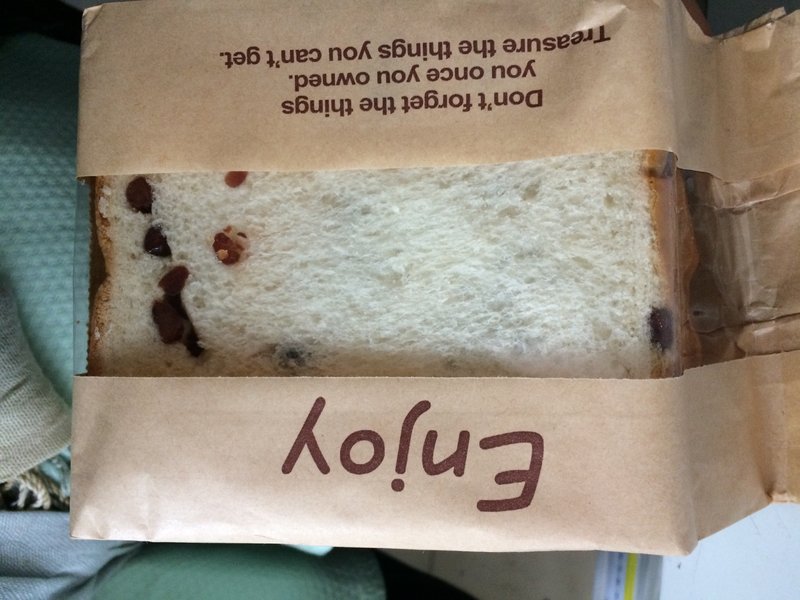 Enjoy
Don't forget the things
you once you owned.
Treasure the things you can't get.